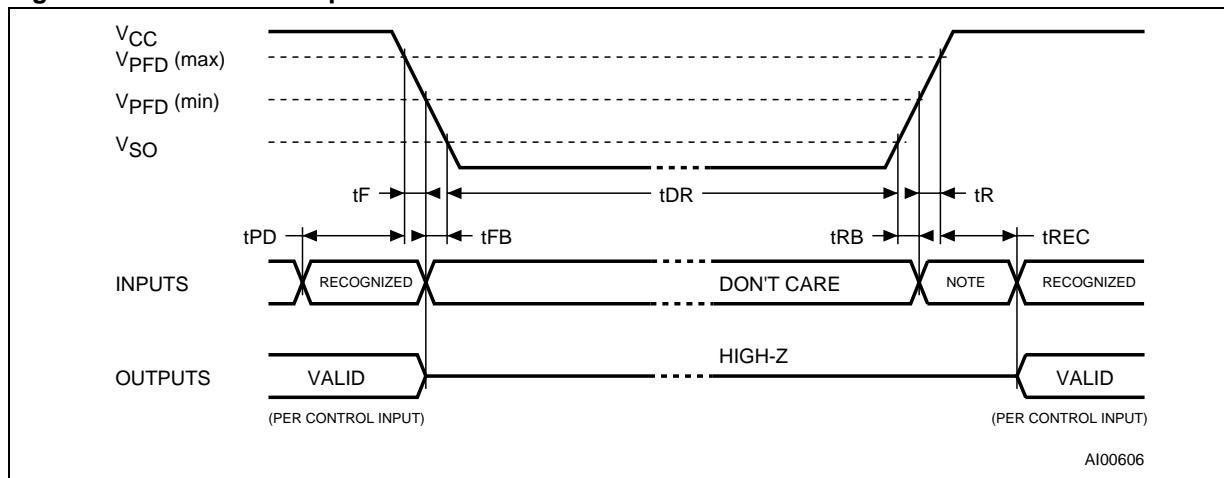 VCC
VPFD (max)
VPFD (min)
VSO
tF
tDR
tR
tPD
tFB
tRB
tREC
INPUTS
RECOGNIZED
DON'T CARE
NOTE
RECOGNIZED
HIGH-Z
OUTPUTS
VALID
VALID
(PER CONTROL INPUT)
(PER CONTROL INPUT)
AI00606